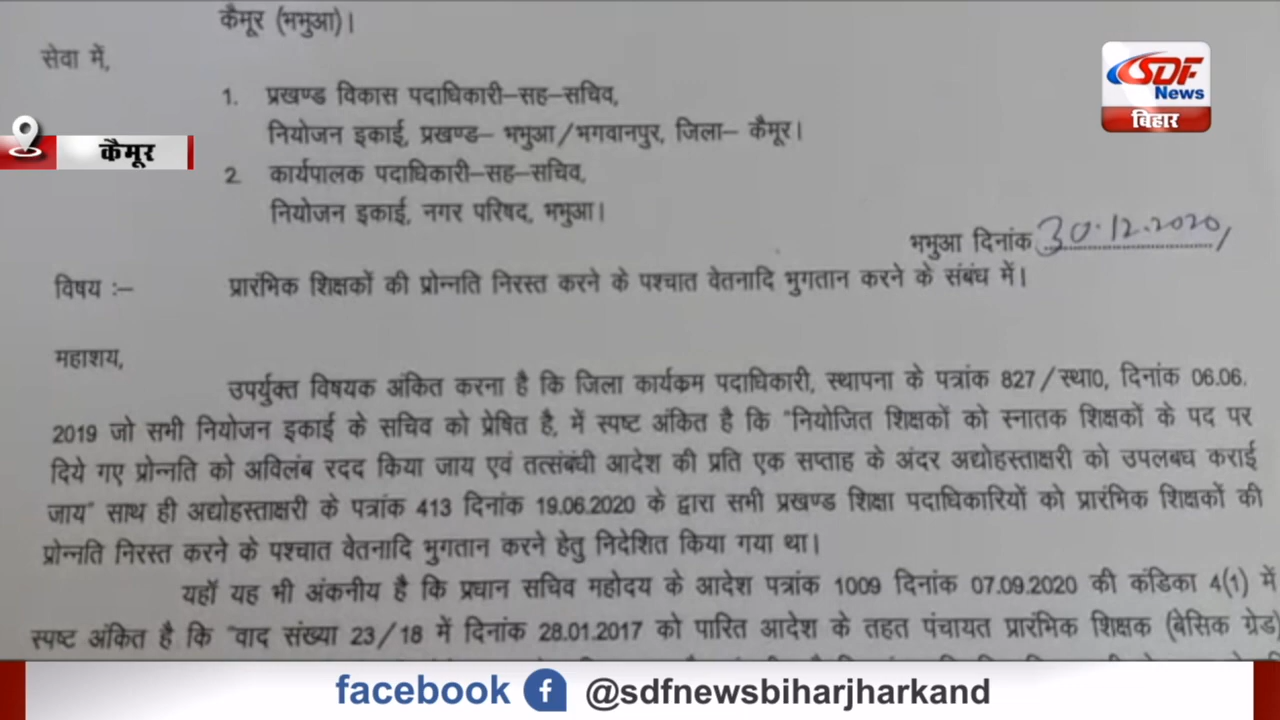 कैमूर (भभुआ)।
सेवा में,
1. प्रखण्ड विकास पदाधिकारी–सह–सचिव,
नियोजन इकाई, प्रखण्ड– भभुआ/भगवानपुर, जिला– कैमूर।
2. कार्यपालक पदाधिकारी–सह–सचिव,
नियोजन इकाई, नगर परिषद, भभुआ।
भभुआ दिनांक 30.12.2020,
विषय :– प्रारंभिक शिक्षकों की प्रोन्नति निरस्त करने के पश्चात वेतनादि भुगतान करने के संबंध में।
महाशय,
उपर्युक्त विषयक अंकित करना है कि जिला कार्यक्रम पदाधिकारी, स्थापना के पत्रांक 827/स्था0, दिनांक 06.06.
2019 जो सभी नियोजन इकाई के सचिव को प्रेषित है, में स्पष्ट अंकित है कि "नियोजित शिक्षकों को स्नातक शिक्षकों के पद पर
दिये गए प्रोन्नति को अविलंब रदद किया जाय एवं तत्संबंधी आदेश की प्रति एक सप्ताह के अंदर अद्योहस्ताक्षरी को उपलबध कराई
जाय" साथ ही अद्योहस्ताक्षरी के पत्रांक 413 दिनांक 19.06.2020 के द्वारा सभी प्रखण्ड शिक्षा पदाधिकारियों को प्रारंभिक शिक्षकों की
प्रोन्नति निरस्त करने के पश्चात वेतनादि भुगतान करने हेतु निदेशित किया गया था।
यहाँ यह भी अंकनीय है कि प्रधान सचिव महोदय के आदेश पत्रांक 1009 दिनांक 07.09.2020 की कंडिका 4(1) में
स्पष्ट अंकित है कि "वाद संख्या 23/18 में दिनांक 28.01.2017 को पारित आदेश के तहत पंचायत प्रारंभिक शिक्षक (बेसिक ग्रेड)
कैमूर
SDF
News
बिहार
facebook f @sdfnewsbiharjharkand